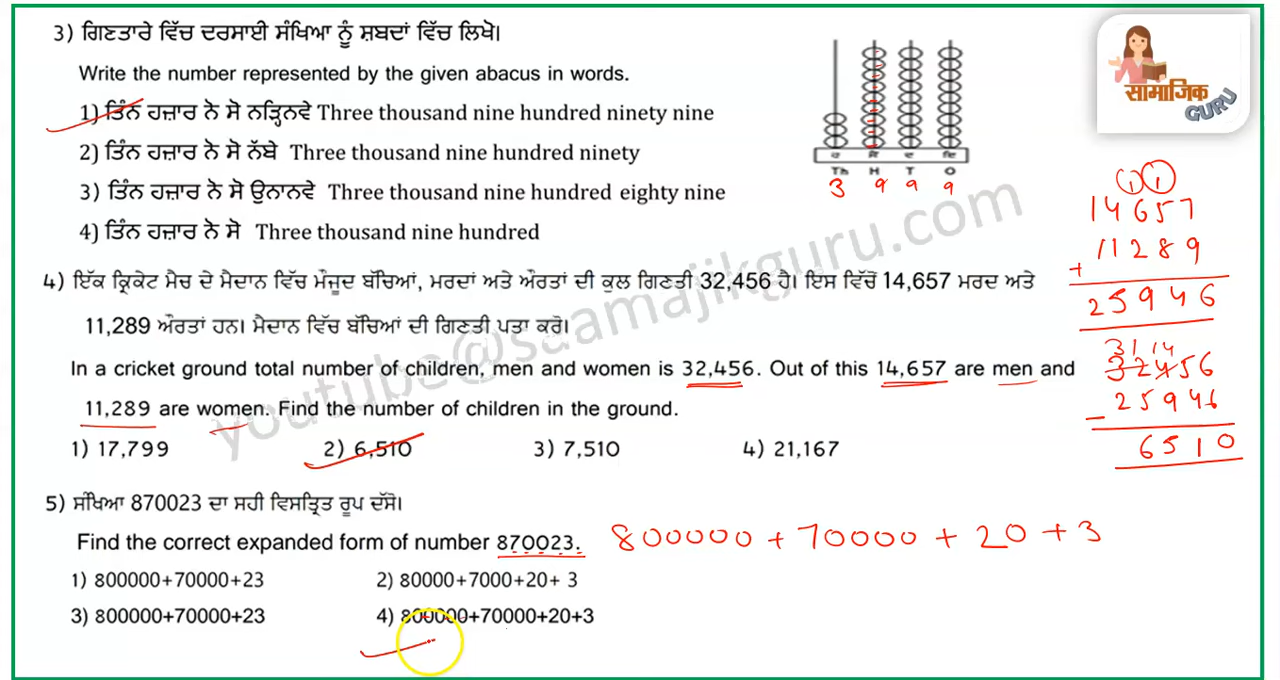 3) ਗਿਣਤਾਰੇ ਵਿੱਚ ਦਰਸਾਈ ਸੰਖਿਆ ਨੂੰ ਸ਼ਬਦਾਂ ਵਿੱਚ ਲਿਖੋ।
Write the number represented by the given abacus in words.
1) ਤਿੰਨ ਹਜ਼ਾਰ ਨੋ ਸੋ ਨੜ੍ਹਿਨਵੇ Three thousand nine hundred ninety nine
2) ਤਿੰਨ ਹਜ਼ਾਰ ਨੋ ਸੋ ਨੱਬੇ Three thousand nine hundred ninety
3) ਤਿੰਨ ਹਜ਼ਾਰ ਨੋ ਸੋ ਉਨਾਨਵੇ Three thousand nine hundred eighty nine
4) ਤਿੰਨ ਹਜ਼ਾਰ ਨੋ ਸੋ Three thousand nine hundred
ਹ ਸੈ ਦ ਇ
Th H T O
3 9 9 9
सामाजिक
GURU
1 1
14657
11289
+
25946
31 14
32456
- 25946
6510
4) ਇੱਕ ਕ੍ਰਿਕੇਟ ਮੈਚ ਦੇ ਮੈਦਾਨ ਵਿੱਚ ਮੌਜੂਦ ਬੱਚਿਆਂ, ਮਰਦਾਂ ਅਤੇ ਔਰਤਾਂ ਦੀ ਕੁਲ ਗਿਣਤੀ 32,456 ਹੈ। ਇਸ ਵਿੱਚੋਂ 14,657 ਮਰਦ ਅਤੇ
11,289 ਔਰਤਾਂ ਹਨ। ਮੈਦਾਨ ਵਿੱਚ ਬੱਚਿਆਂ ਦੀ ਗਿਣਤੀ ਪਤਾ ਕਰੋ।
In a cricket ground total number of children, men and women is 32,456. Out of this 14,657 are men and
11,289 are women. Find the number of children in the ground.
1) 17,799 2) 6,510 3) 7,510 4) 21,167
5) ਸੰਖਿਆ 870023 ਦਾ ਸਹੀ ਵਿਸਤ੍ਰਿਤ ਰੂਪ ਦੱਸੋ।
Find the correct expanded form of number 870023. 800000 + 70000 + 20 + 3
1) 800000+70000+23 2) 80000+7000+20+ 3
3) 800000+70000+23 4) 800000+70000+20+3
youtube@saamajikguru.com